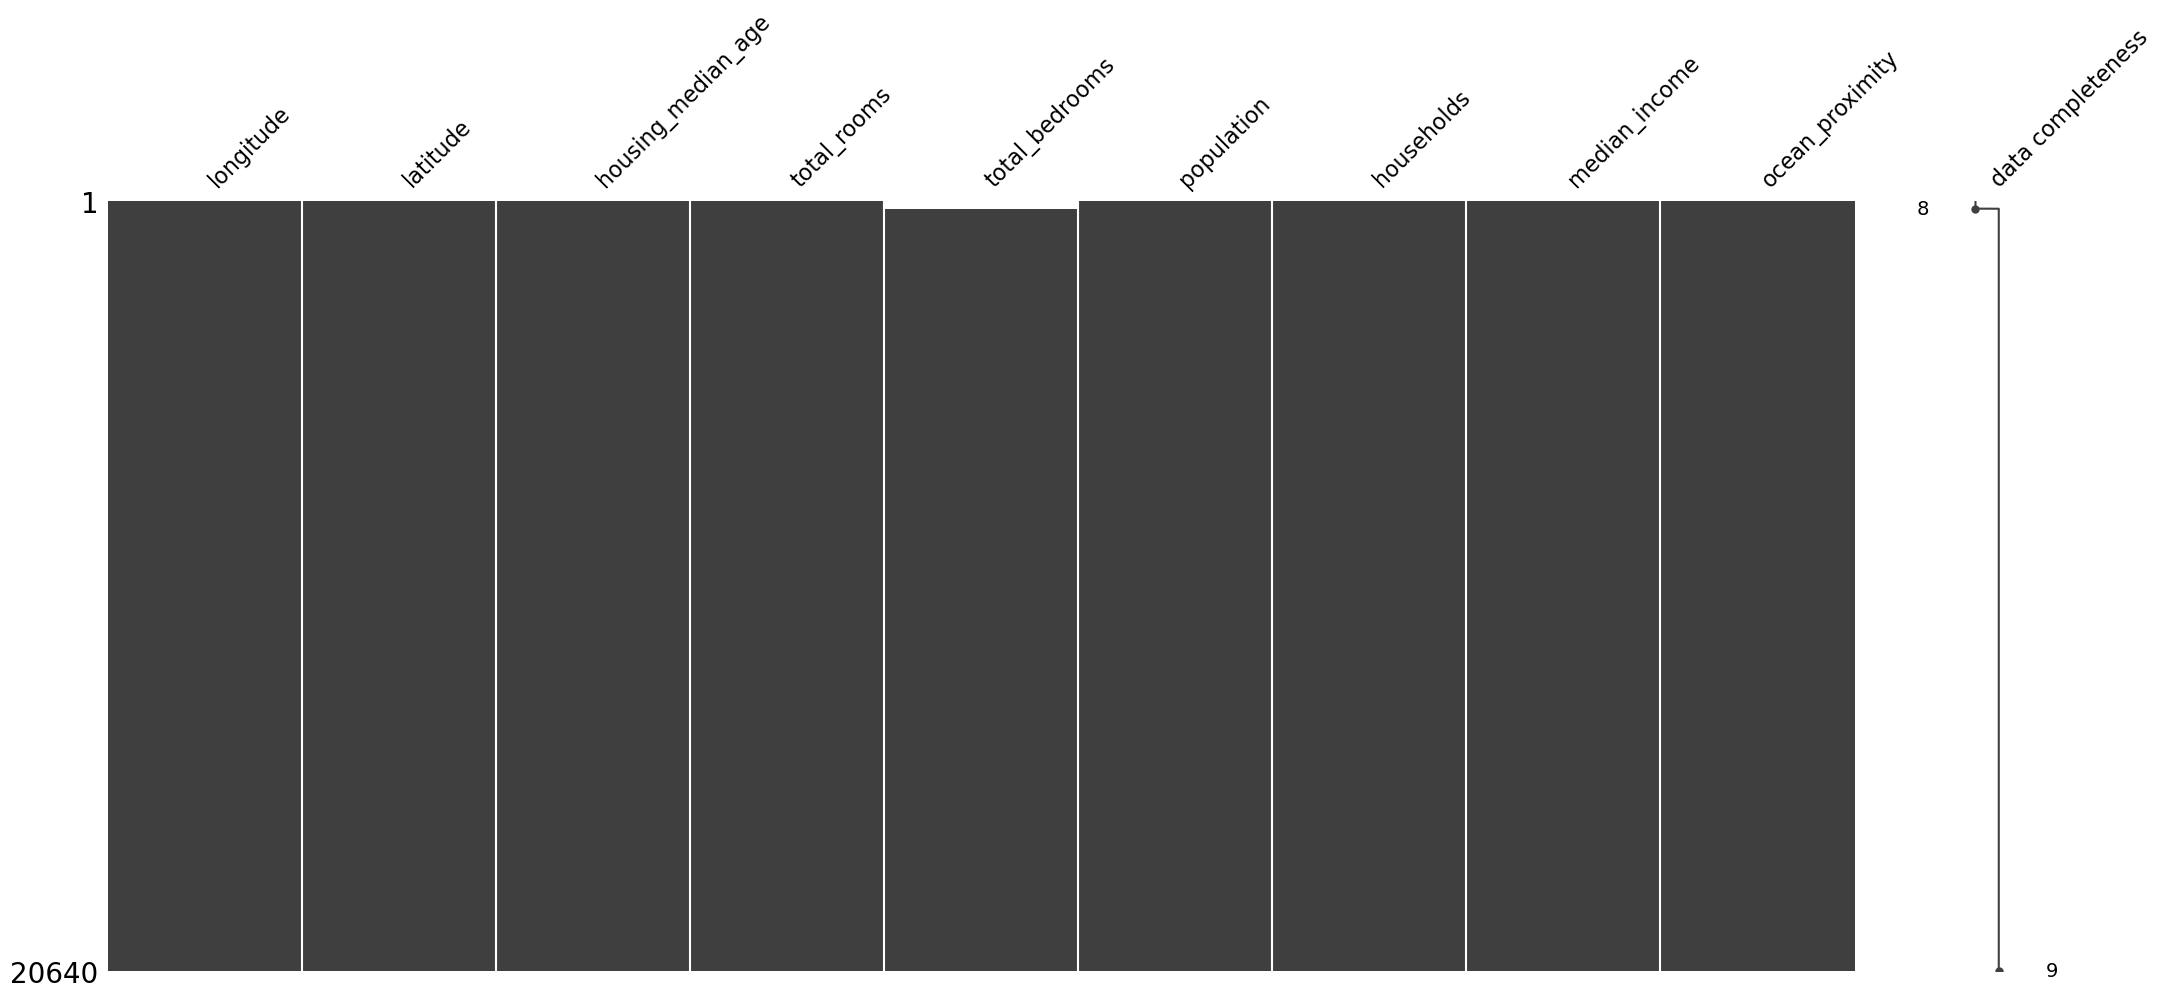 longitude
latitude
housing_median_age
total_rooms
total_bedrooms
population
households
median_income
ocean_proximity
data completeness
1
8
20640
9